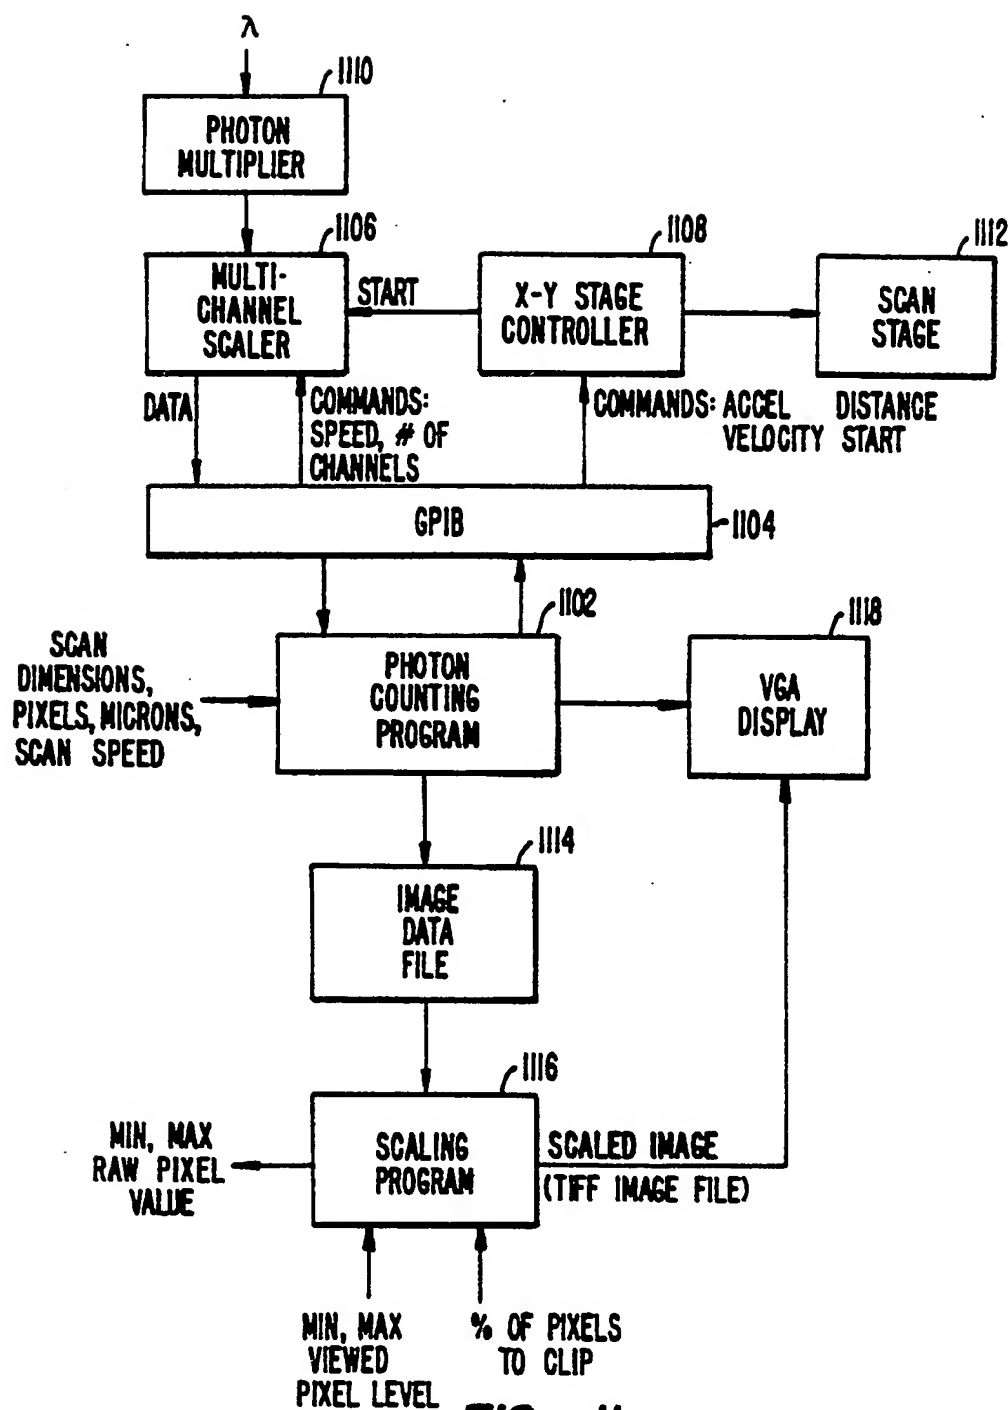 λ
1110
PHOTON
MULTIPLIER
1106
MULTI-
CHANNEL
SCALER
START
1108
X-Y STAGE
CONTROLLER
1112
SCAN
STAGE
DATA
COMMANDS:
SPEED, # OF
CHANNELS
COMMANDS: ACCEL DISTANCE
VELOCITY START
GPIB
1104
1102
PHOTON
COUNTING
PROGRAM
SCAN
DIMENSIONS,
PIXELS, MICRONS,
SCAN SPEED
1118
VGA
DISPLAY
1114
IMAGE
DATA
FILE
1116
SCALING
PROGRAM
MIN, MAX
RAW PIXEL
VALUE
SCALED IMAGE
(TIFF IMAGE FILE)
MIN, MAX
VIEWED
PIXEL LEVEL
% OF PIXELS
TO CLIP